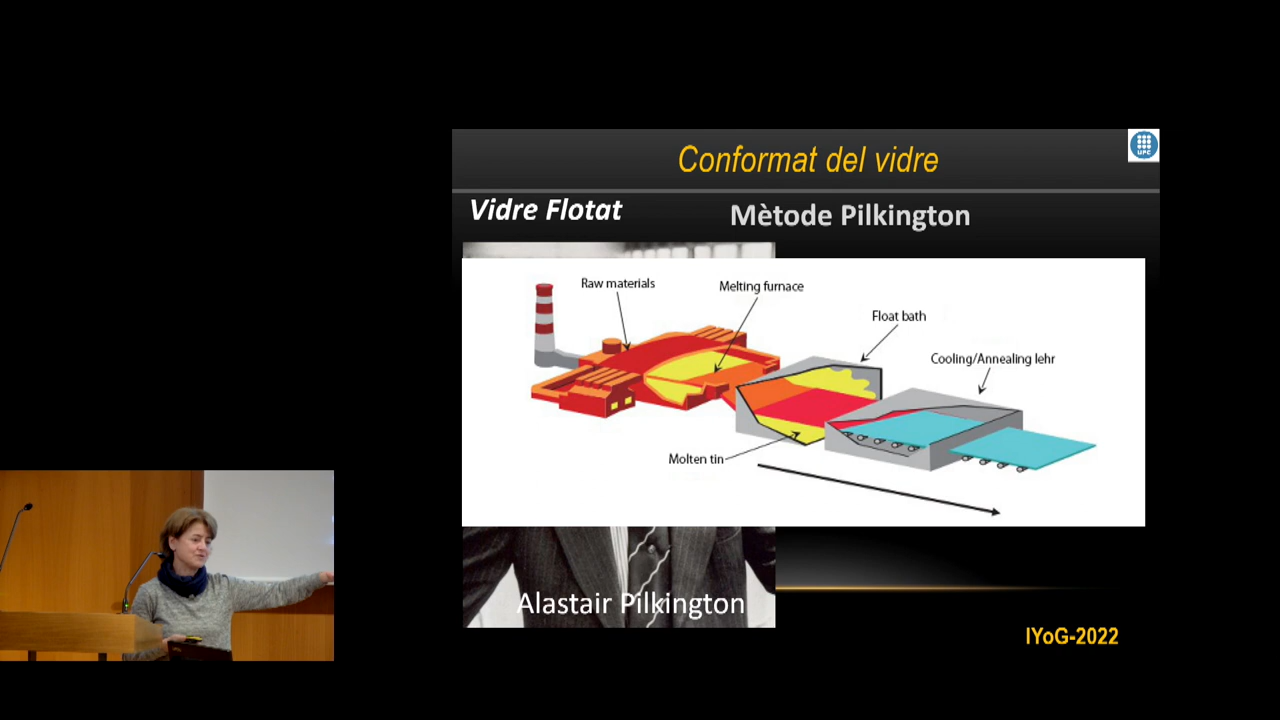 Conformat del vidre
UPC
Vidre Flotat
Mètode Pilkington
Raw materials
Melting furnace
Float bath
Cooling/Annealing lehr
Molten tin
Alastair Pilkington
IYoG-2022